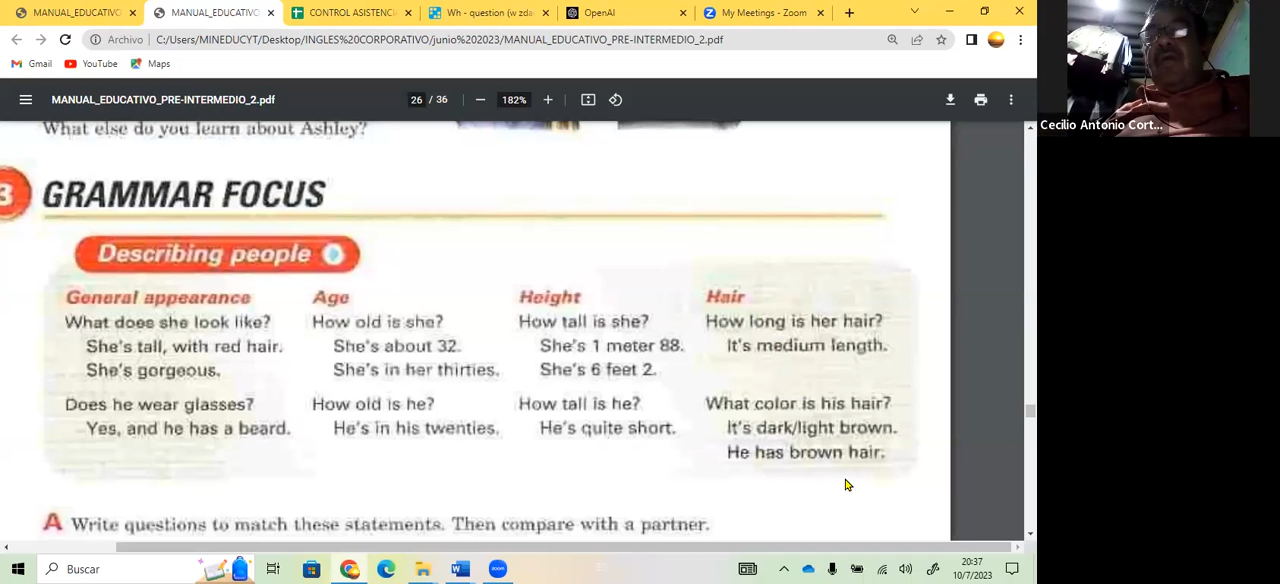 MANUAL_EDUCATIVO
MANUAL_EDUCATIVO
CONTROL ASISTENCI
Wh - question (w zda
OpenAI
My Meetings - Zoom
Archivo
C:/Users/MINEDUCYT/Desktop/INGLES%20CORPORATIVO/junio%202023/MANUAL_EDUCATIVO_PRE-INTERMEDIO_2.pdf
Gmail
YouTube
Maps
MANUAL_EDUCATIVO_PRE-INTERMEDIO_2.pdf
26 / 36
182%
Cecilio Antonio Cort...
What else do you learn about Ashley?
3 GRAMMAR FOCUS
Describing people
General appearance
What does she look like?
She's tall, with red hair.
She's gorgeous.
Does he wear glasses?
Yes, and he has a beard.
Age
How old is she?
She's about 32.
She's in her thirties.
How old is he?
He's in his twenties.
Height
How tall is she?
She's 1 meter 88.
She's 6 feet 2.
How tall is he?
He's quite short.
Hair
How long is her hair?
It's medium length.
What color is his hair?
It's dark/light brown.
He has brown hair.
A Write questions to match these statements. Then compare with a partner.
Buscar
20:37
10/7/2023